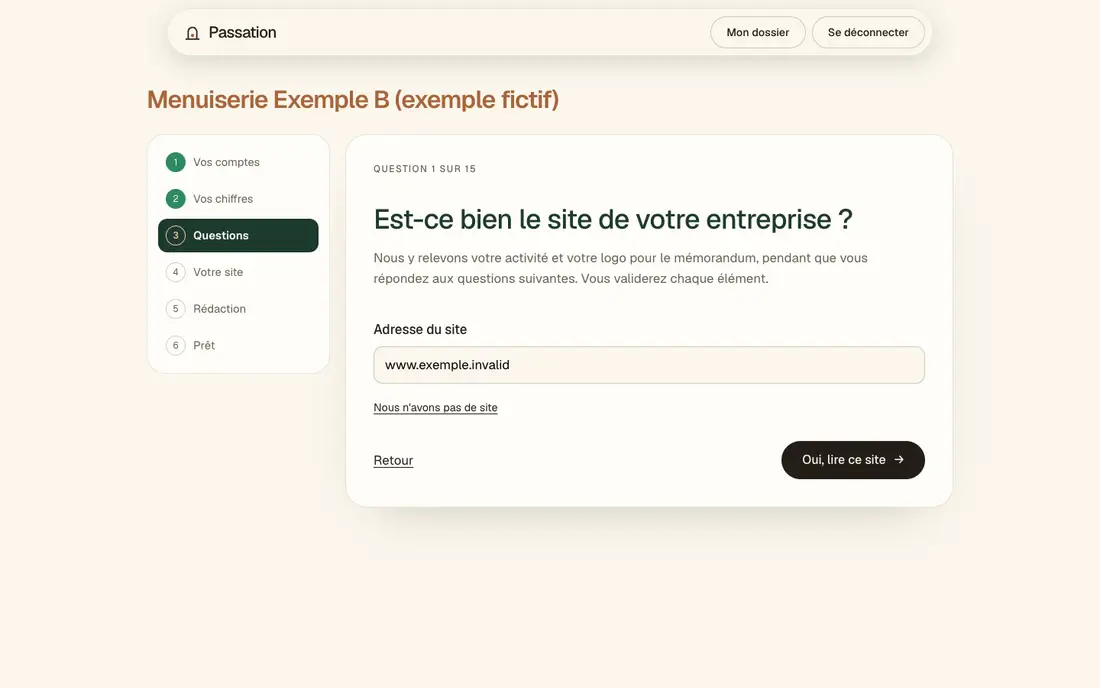 Passation
Mon dossier
Se déconnecter
Menuiserie Exemple B (exemple fictif)
1 Vos comptes
2 Vos chiffres
3 Questions
4 Votre site
5 Rédaction
6 Prêt
QUESTION 1 SUR 15
Est-ce bien le site de votre entreprise ?
Nous y relevons votre activité et votre logo pour le mémorandum, pendant que vous
répondez aux questions suivantes. Vous validerez chaque élément.
Adresse du site
www.exemple.invalid
Nous n'avons pas de site
Retour
Oui, lire ce site →